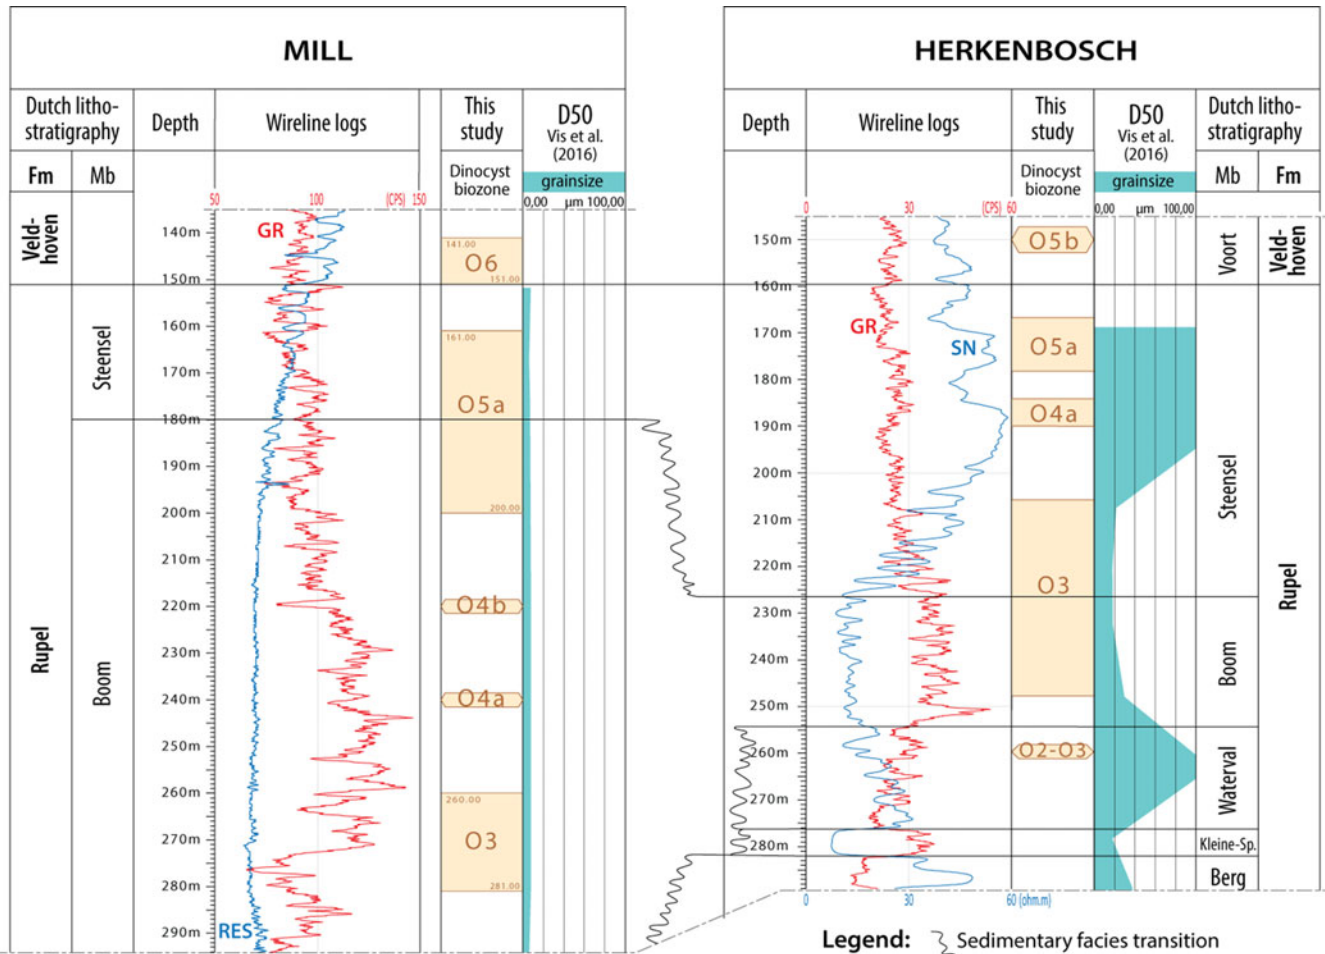 MILL
Dutch litho-
stratigraphy
Depth
Wireline logs
This
study
D50
Vis et al.
(2016)
Fm
Mb
Dinocyst
biozone
grainsize
50
100
(CPS)
150
0,00
µm
100,00
Veld-
hoven
Rupel
Steensel
Boom
140m
150m
160m
170m
180m
190m
200m
210m
220m
230m
240m
250m
260m
270m
280m
290m
GR
RES
141.00
O6
151.00
161.00
O5a
200.00
O4b
O4a
260.00
O3
281.00
HERKENBOSCH
Depth
Wireline logs
This
study
D50
Vis et al.
(2016)
Dutch litho-
stratigraphy
Dinocyst
biozone
grainsize
Mb
Fm
0
30
(CPS)
60
0,00
µm
100,00
150m
160m
170m
180m
190m
200m
210m
220m
230m
240m
250m
260m
270m
280m
GR
SN
O5b
O5a
O4a
O3
O2-O3
Voort
Steensel
Boom
Waterval
Kleine-Sp.
Berg
Veld-
hoven
Rupel
0
30
60 (ohm.m)
Legend:
Sedimentary facies transition